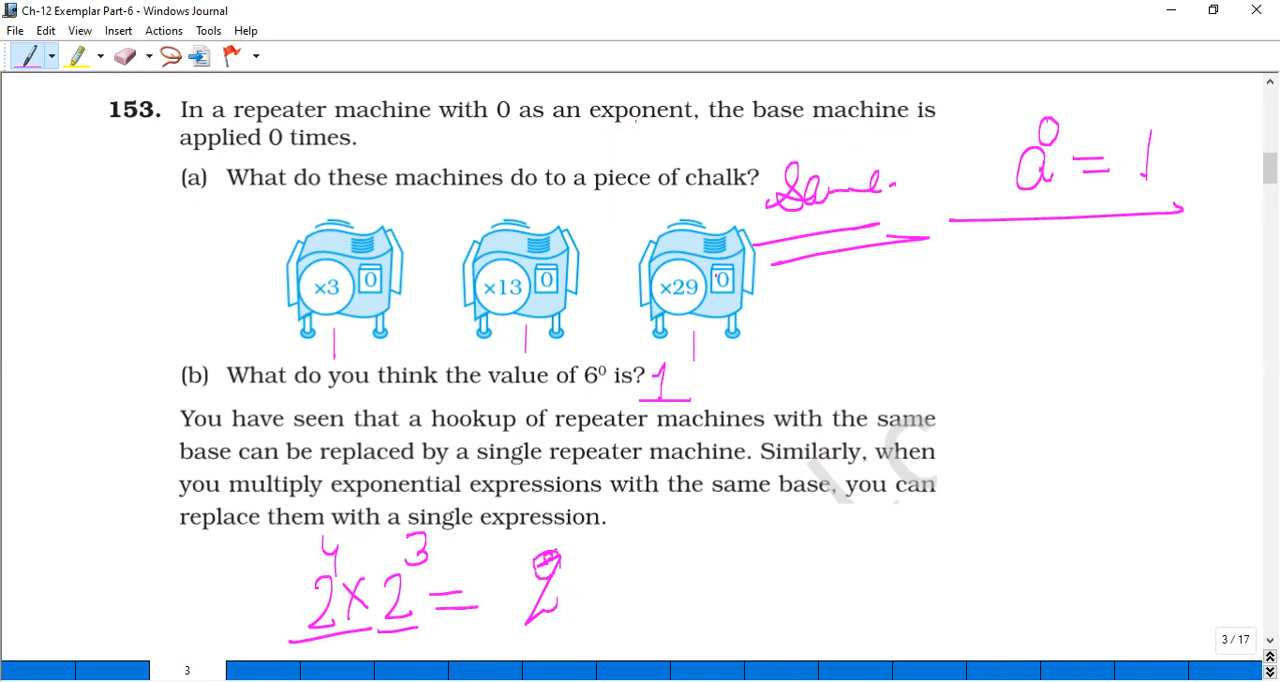 Ch-12 Exemplar Part-6 - Windows Journal
File Edit View Insert Actions Tools Help
153. In a repeater machine with 0 as an exponent, the base machine is
applied 0 times.
(a) What do these machines do to a piece of chalk? Same.
a⁰ = 1
×3 0 ×13 0 ×29 0
1 1 1
(b) What do you think the value of 6⁰ is? 1
You have seen that a hookup of repeater machines with the same
base can be replaced by a single repeater machine. Similarly, when
you multiply exponential expressions with the same base, you can
replace them with a single expression.
2⁴ × 2³ = 2
3 / 17
3